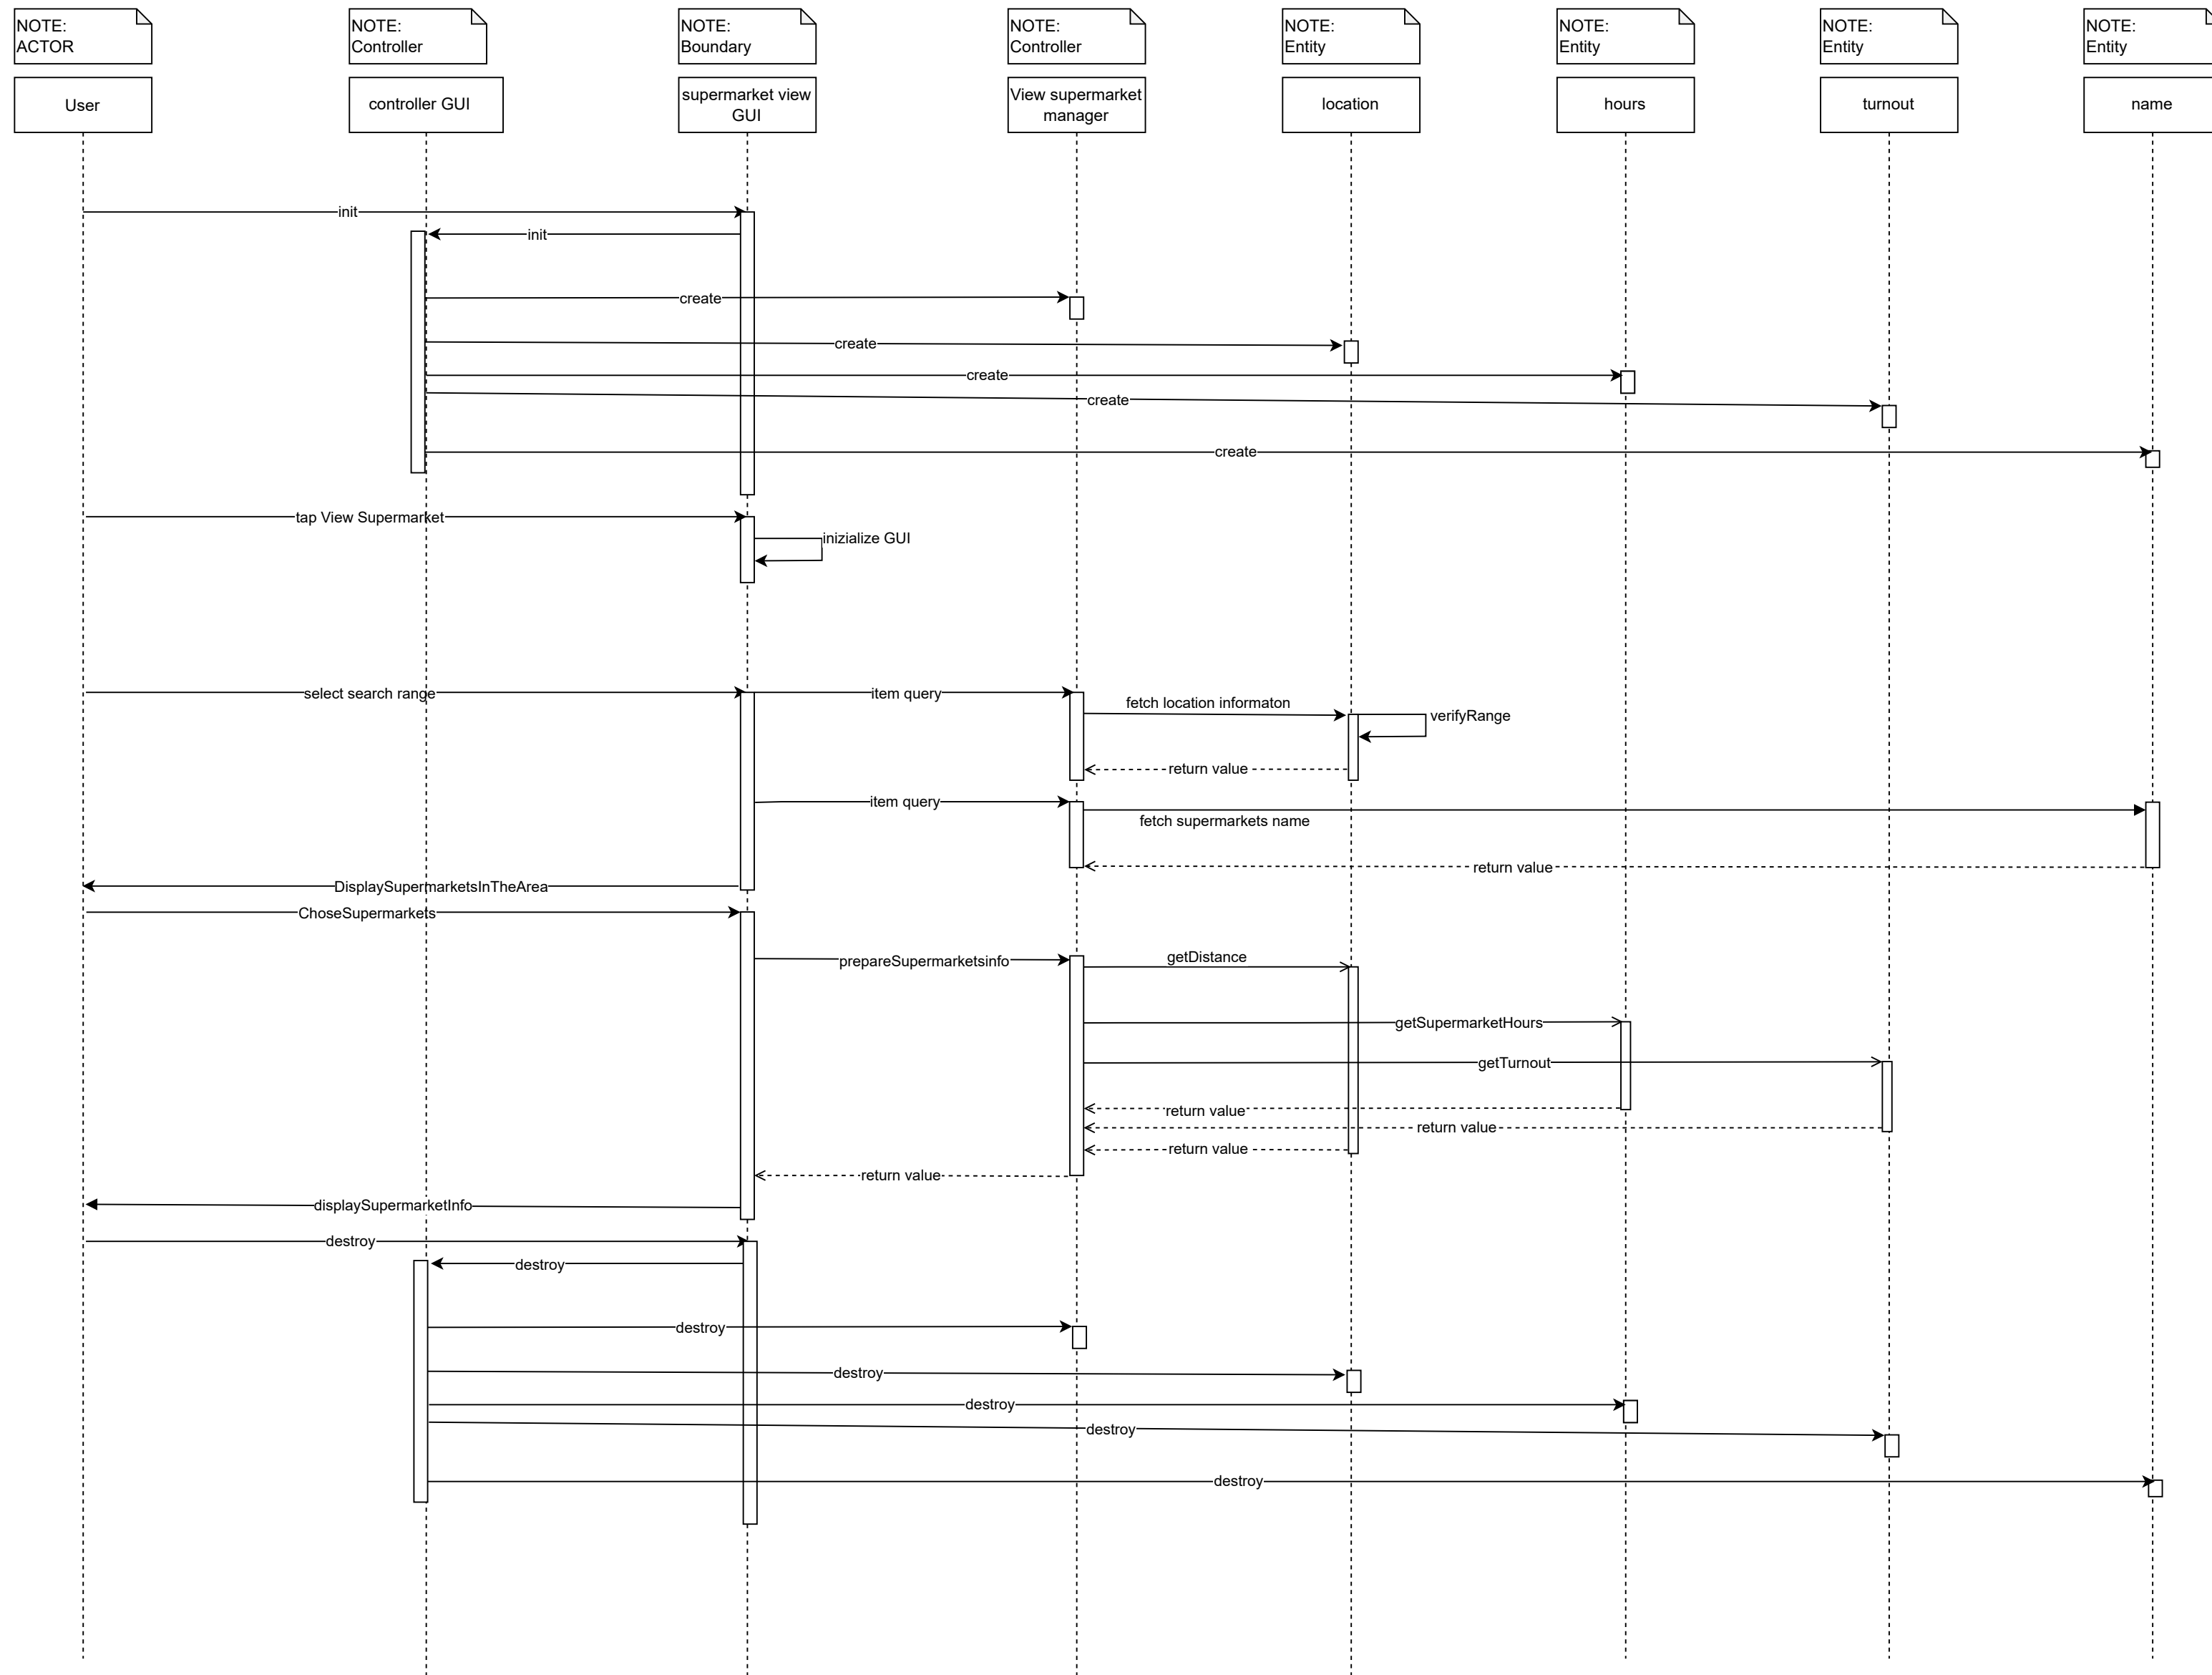 NOTE:
ACTOR
NOTE:
Controller
NOTE:
Boundary
NOTE:
Controller
NOTE:
Entity
NOTE:
Entity
NOTE:
Entity
NOTE:
Entity
User
controller GUI
supermarket view
GUI
View supermarket
manager
location
hours
turnout
name
init
init
create
create
create
create
create
tap View Supermarket
inizialize GUI
select search range
item query
fetch location informaton
verifyRange
return value
item query
fetch supermarkets name
return value
DisplaySupermarketsInTheArea
ChoseSupermarkets
prepareSupermarketsinfo
getDistance
getSupermarketHours
getTurnout
return value
return value
return value
return value
displaySupermarketInfo
destroy
destroy
destroy
destroy
destroy
destroy
destroy